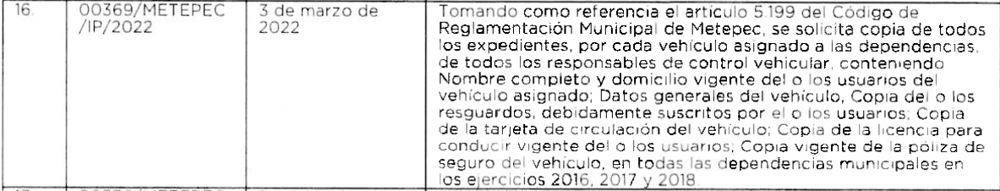 16. 00369/METEPEC 3 de marzo de Tomando como referencia el artículo 5.199 del Código de
/IP/2022 2022 Reglamentación Municipal de Metepec, se solicita copia de todos
los expedientes, por cada vehículo asignado a las dependencias,
de todos los responsables de control vehicular, conteniendo
Nombre completo y domicilio vigente del o los usuarios del
vehículo asignado; Datos generales del vehículo, Copia del o los
resguardos, debidamente suscritos por el o los usuarios; Copia
de la tarjeta de circulación del vehículo; Copia de la licencia para
conducir vigente del o los usuarios; Copia vigente de la póliza de
seguro del vehículo, en todas las dependencias municipales en
los ejercicios 2016, 2017 y 2018